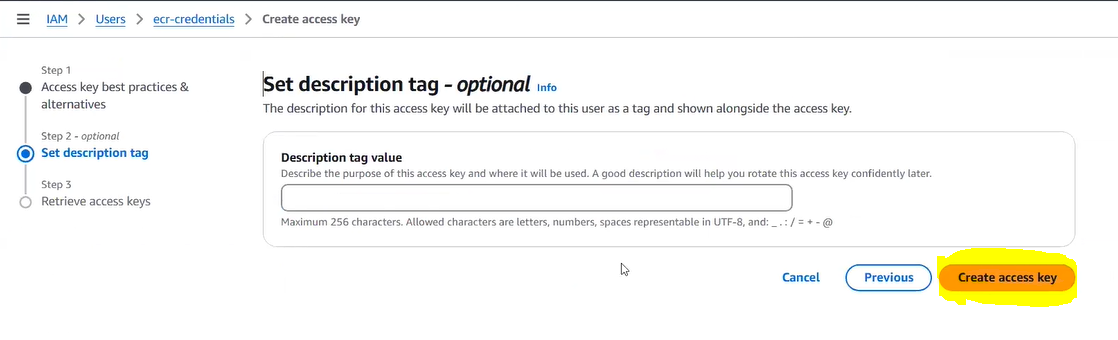 IAM > Users > ecr-credentials > Create access key
Step 1
Access key best practices &
alternatives
Step 2 - optional
Set description tag
Step 3
Retrieve access keys
Set description tag - optional Info
The description for this access key will be attached to this user as a tag and shown alongside the access key.
Description tag value
Describe the purpose of this access key and where it will be used. A good description will help you rotate this access key confidently later.
Maximum 256 characters. Allowed characters are letters, numbers, spaces representable in UTF-8, and: _ . : / = + - @
Cancel Previous Create access key